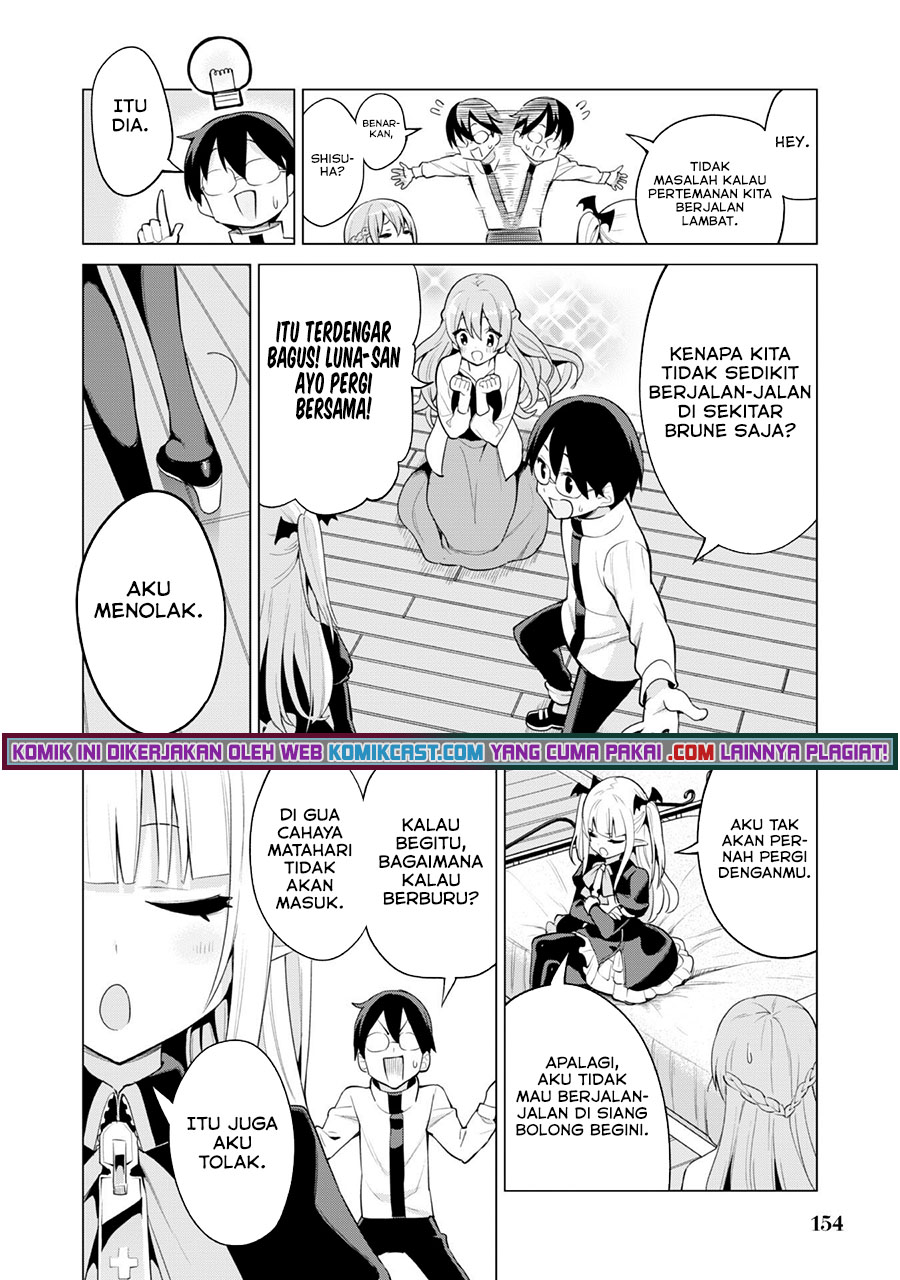 HEY.
TIDAK
MASALAH KALAU
PERTEMANAN KITA
BERJALAN
LAMBAT.
BENAR-
KAN,
SHISU-
HA?
ITU
DIA.
KENAPA KITA
TIDAK SEDIKIT
BERJALAN-JALAN
DI SEKITAR
BRUNE SAJA?
ITU TERDENGAR
BAGUS! LUNA-SAN
AYO PERGI
BERSAMA!
AKU
MENOLAK.
KOMIK INI DIKERJAKAN OLEH WEB KOMIKCAST.COM YANG CUMA PAKAI .COM LAINNYA PLAGIAT!
AKU TAK
AKAN PER-
NAH PERGI
DENGANMU.
APALAGI,
AKU TIDAK
MAU BERJALAN-
JALAN DI SIANG
BOLONG BEGINI.
KALAU
BEGITU,
BAGAIMANA
KALAU
BERBURU?
DI GUA
CAHAYA
MATAHARI
TIDAK
AKAN
MASUK.
ITU JUGA
AKU
TOLAK.
154